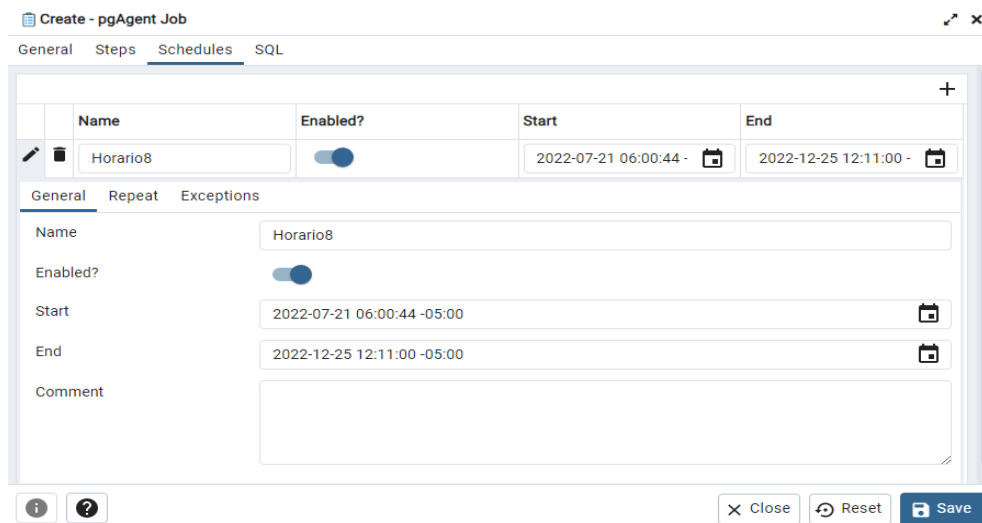 Create - pgAgent Job
General Steps Schedules SQL
Name Enabled? Start End
Horario8 2022-07-21 06:00:44 - 2022-12-25 12:11:00 -
General Repeat Exceptions
Name Horario8
Enabled?
Start 2022-07-21 06:00:44 -05:00
End 2022-12-25 12:11:00 -05:00
Comment
Close Reset Save